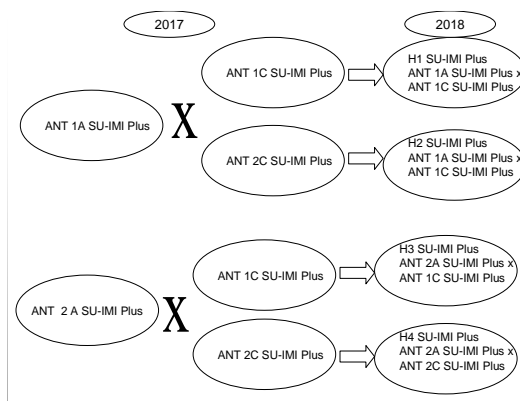 2017
2018
ANT 1C SU-IMI Plus
H1 SU-IMI Plus
ANT 1A SU-IMI Plus x
ANT 1C SU-IMI Plus
ANT 1A SU-IMI Plus
X
ANT 2C SU-IMI Plus
H2 SU-IMI Plus
ANT 1A SU-IMI Plus x
ANT 1C SU-IMI Plus
ANT 1C SU-IMI Plus
H3 SU-IMI Plus
ANT 2A SU-IMI Plus x
ANT 1C SU-IMI Plus
ANT 2 A SU-IMI Plus
X
ANT 2C SU-IMI Plus
H4 SU-IMI Plus
ANT 2A SU-IMI Plus x
ANT 2C SU-IMI Plus